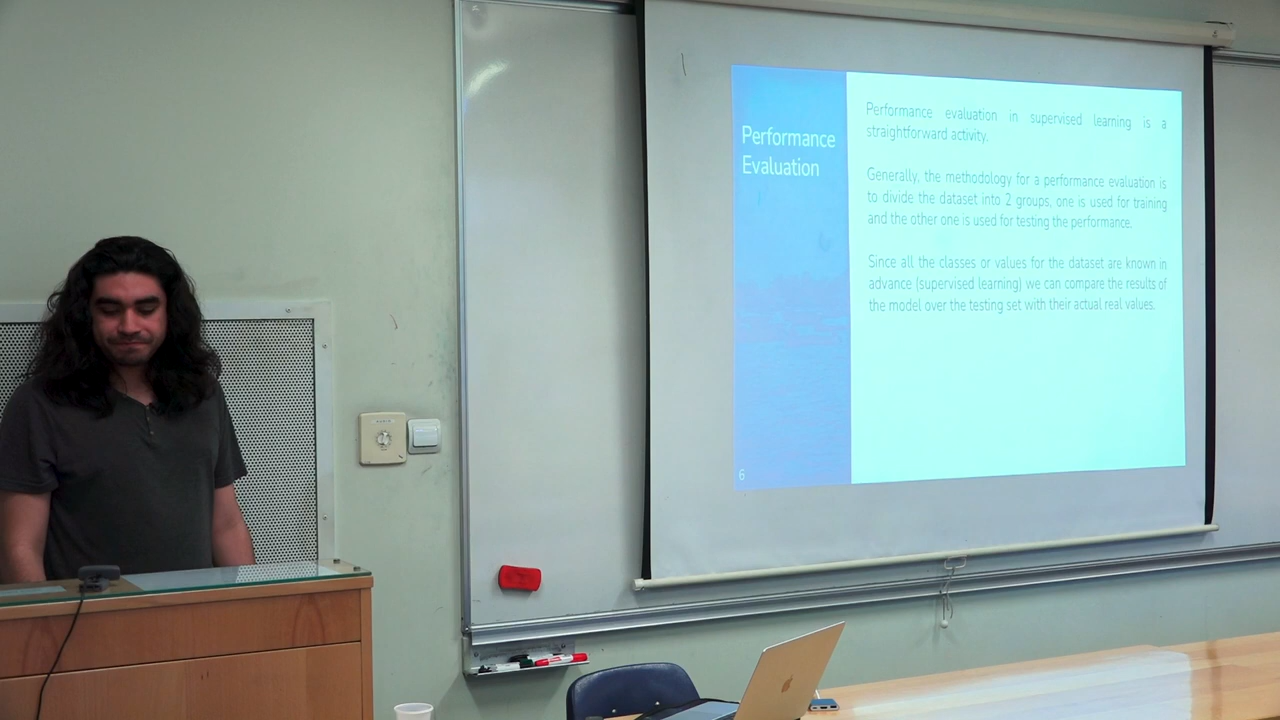 Performance
Evaluation
6
Performance evaluation in supervised learning is a
straightforward activity.
Generally, the methodology for a performance evaluation is
to divide the dataset into 2 groups, one is used for training
and the other one is used for testing the performance.
Since all the classes or values for the dataset are known in
advance (supervised learning) we can compare the results of
the model over the testing set with their actual real values.